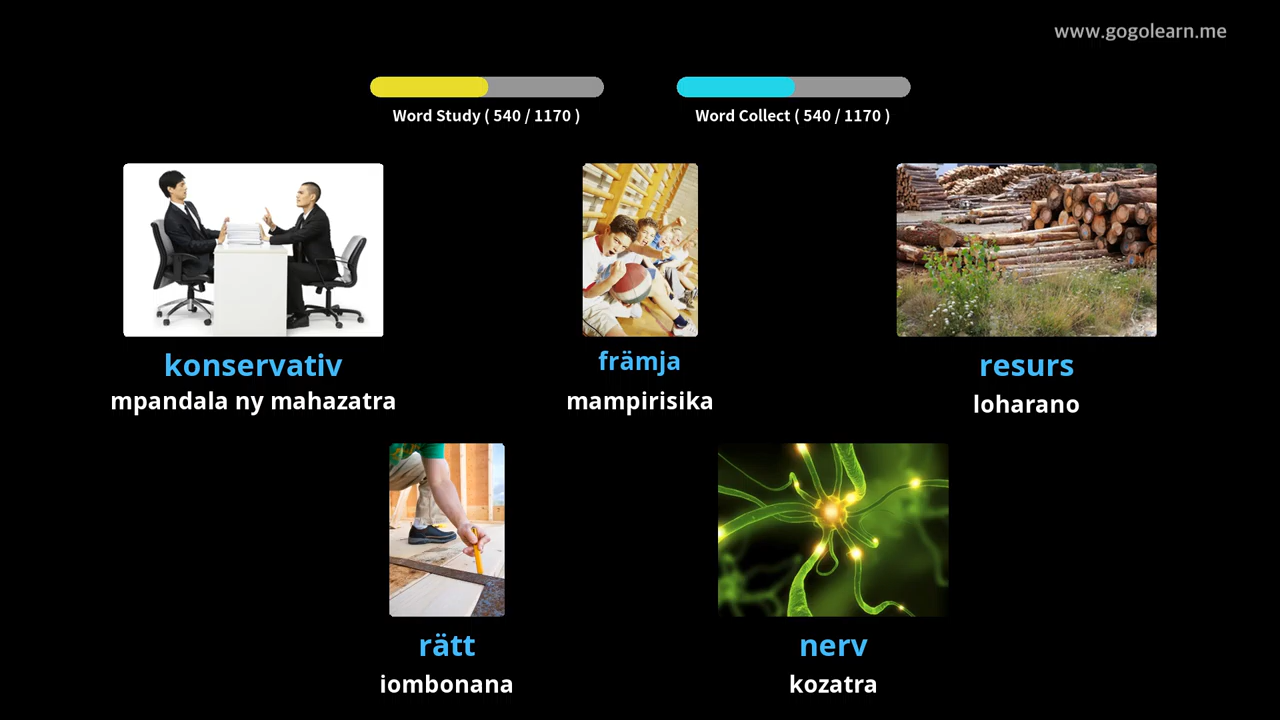 www.gogolearn.me
Word Study ( 540 / 1170 )
Word Collect ( 540 / 1170 )
konservativ
mpandala ny mahazatra
främja
mampirisika
resurs
loharano
rätt
iombonana
nerv
kozatra